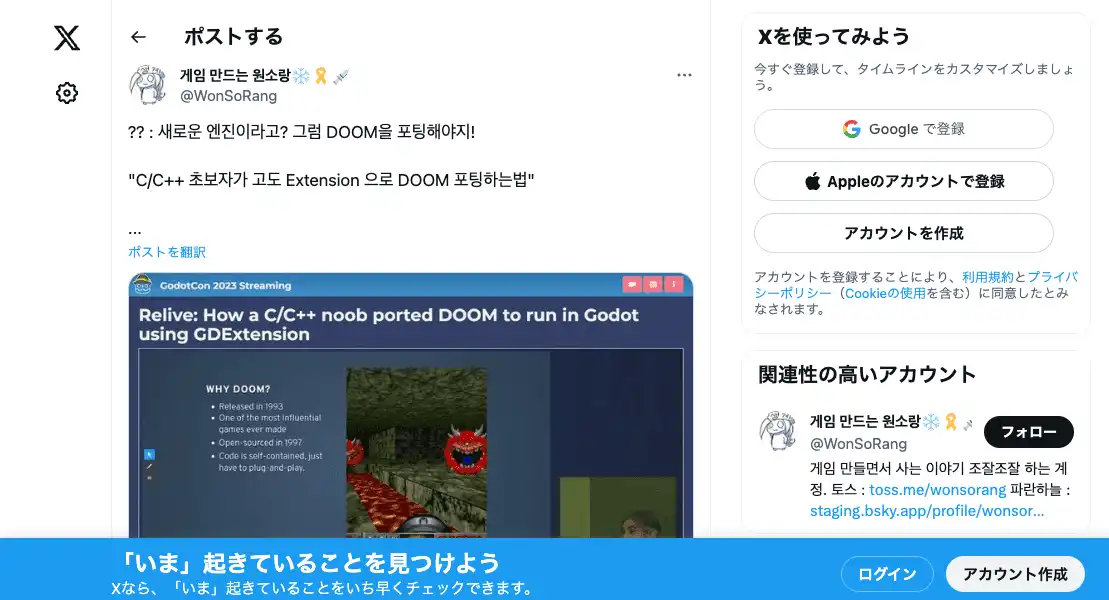 ポストする
게임 만드는 원소랑❄️🎗️💉
@WonSoRang
?? : 새로운 엔진이라고? 그럼 DOOM을 포팅해야지!
"C/C++ 초보자가 고도 Extension 으로 DOOM 포팅하는법"
...
ポストを翻訳
GodotCon 2023 Streaming
Relive: How a C/C++ noob ported DOOM to run in Godot
using GDExtension
WHY DOOM?
• Released in 1993
• One of the most influential
games ever made
• Open-sourced in 1997
• Code is self-contained, just
have to plug-and-play.
Xを使ってみよう
今すぐ登録して、タイムラインをカスタマイズしましょ
う。
Google で登録
Appleのアカウントで登録
アカウントを作成
アカウントを登録することにより、利用規約とプライバ
シーポリシー（Cookieの使用を含む）に同意したとみ
なされます。
関連性の高いアカウント
게임 만드는 원소랑❄️🎗️💉
@WonSoRang
フォロー
게임 만들면서 사는 이야기 조잘조잘 하는 계
정. 토스 : toss.me/wonsorang 파란하늘 :
staging.bsky.app/profile/wonsor...
「いま」起きていることを見つけよう
Xなら、「いま」起きていることをいち早くチェックできます。
ログイン
アカウント作成